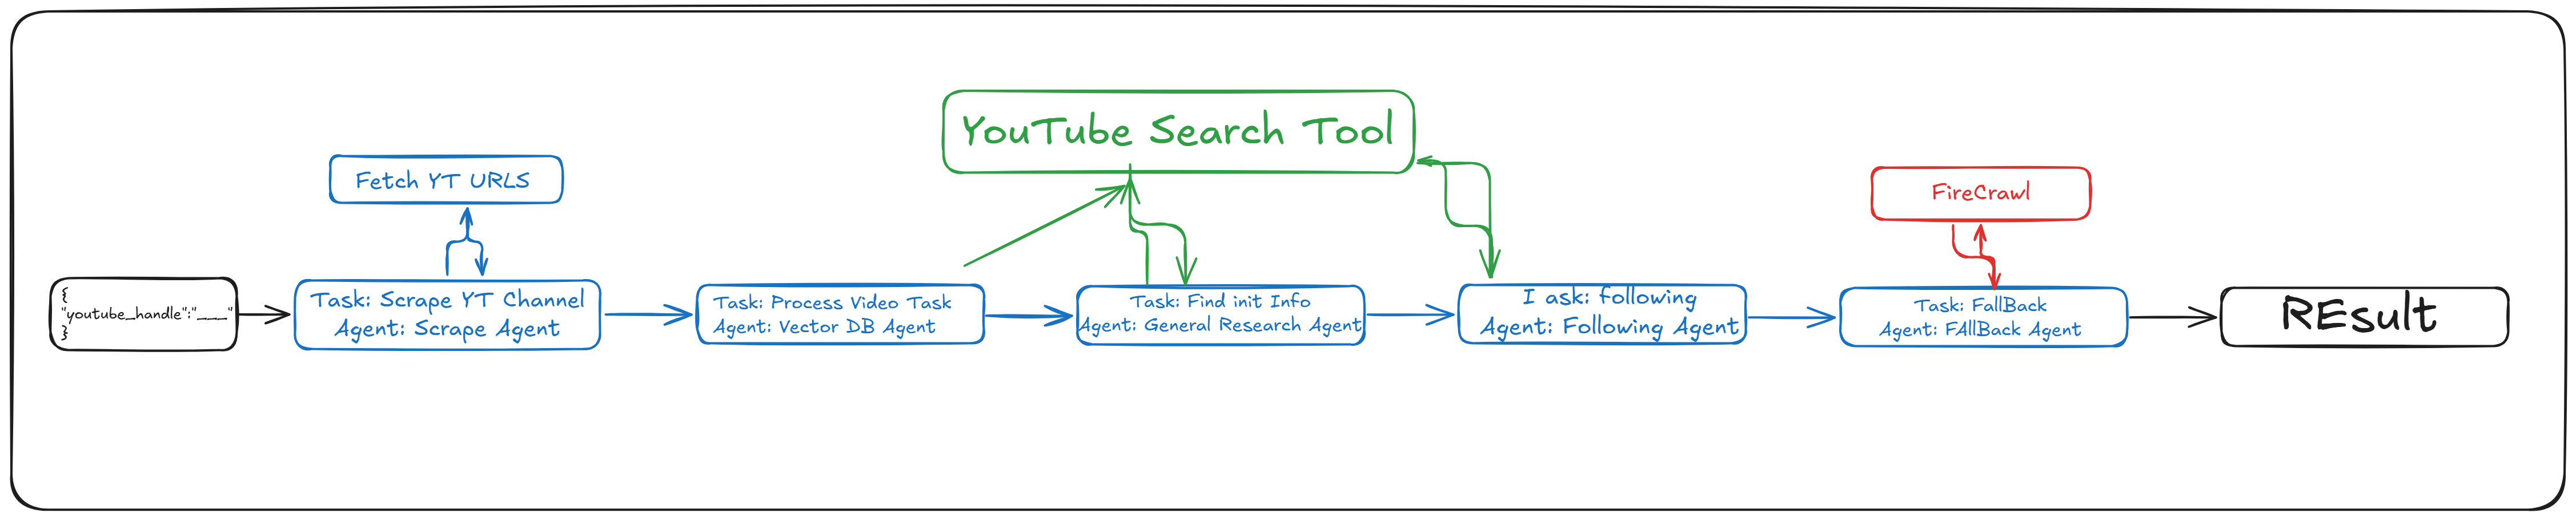 YouTube Search Tool
Fetch YT URLS
FireCrawl
{
"youtube_handle":"____"
}
Task: Scrape YT Channel
Agent: Scrape Agent
Task: Process Video Task
Agent: Vector DB Agent
Task: Find init Info
Agent: General Research Agent
I ask: following
Agent: Following Agent
Task: FallBack
Agent: FAllBack Agent
REsult